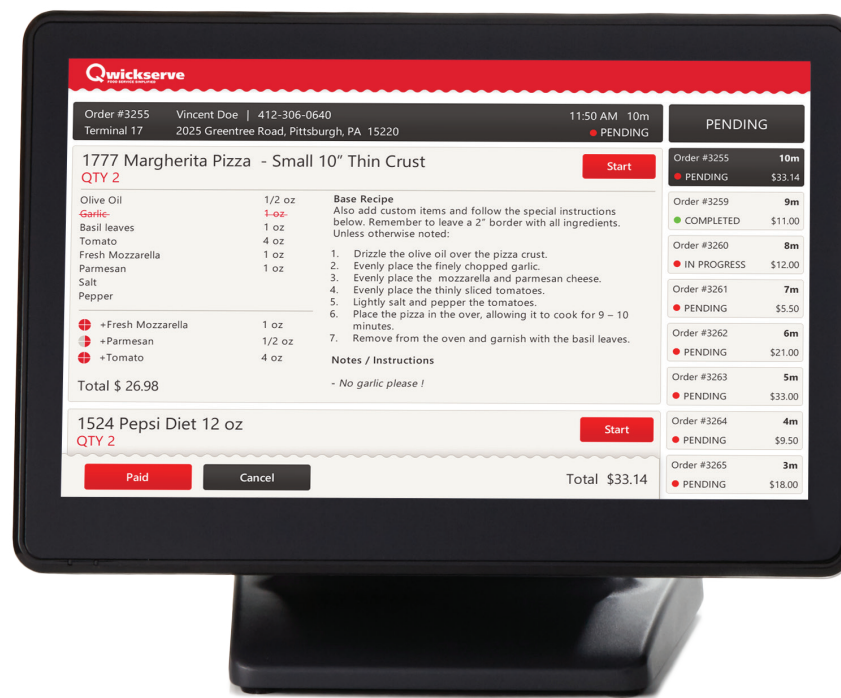 Qwickserve
FOOD SERVICE SIMPLIFIED
Order #3255 Vincent Doe | 412-306-0640 11:50 AM 10m
Terminal 17 2025 Greentree Road, Pittsburgh, PA 15220 PENDING
1777 Margherita Pizza - Small 10” Thin Crust
QTY 2
Start
Olive Oil 1/2 oz
Garlic 1 oz
Basil leaves 1 oz
Tomato 4 oz
Fresh Mozzarella 1 oz
Parmesan 1 oz
Salt
Pepper
+Fresh Mozzarella 1 oz
+Parmesan 1/2 oz
+Tomato 4 oz
Total $ 26.98
Base Recipe
Also add custom items and follow the special instructions
below. Remember to leave a 2” border with all ingredients.
Unless otherwise noted:
1. Drizzle the olive oil over the pizza crust.
2. Evenly place the finely chopped garlic.
3. Evenly place the mozzarella and parmesan cheese.
4. Evenly place the thinly sliced tomatoes.
5. Lightly salt and pepper the tomatoes.
6. Place the pizza in the over, allowing it to cook for 9 – 10
minutes.
7. Remove from the oven and garnish with the basil leaves.
Notes / Instructions
- No garlic please !
1524 Pepsi Diet 12 oz
QTY 2
Start
Paid Cancel Total $33.14
PENDING
Order #3255 10m
PENDING $33.14
Order #3259 9m
COMPLETED $11.00
Order #3260 8m
IN PROGRESS $12.00
Order #3261 7m
PENDING $5.50
Order #3262 6m
PENDING $21.00
Order #3263 5m
PENDING $33.00
Order #3264 4m
PENDING $9.50
Order #3265 3m
PENDING $18.00